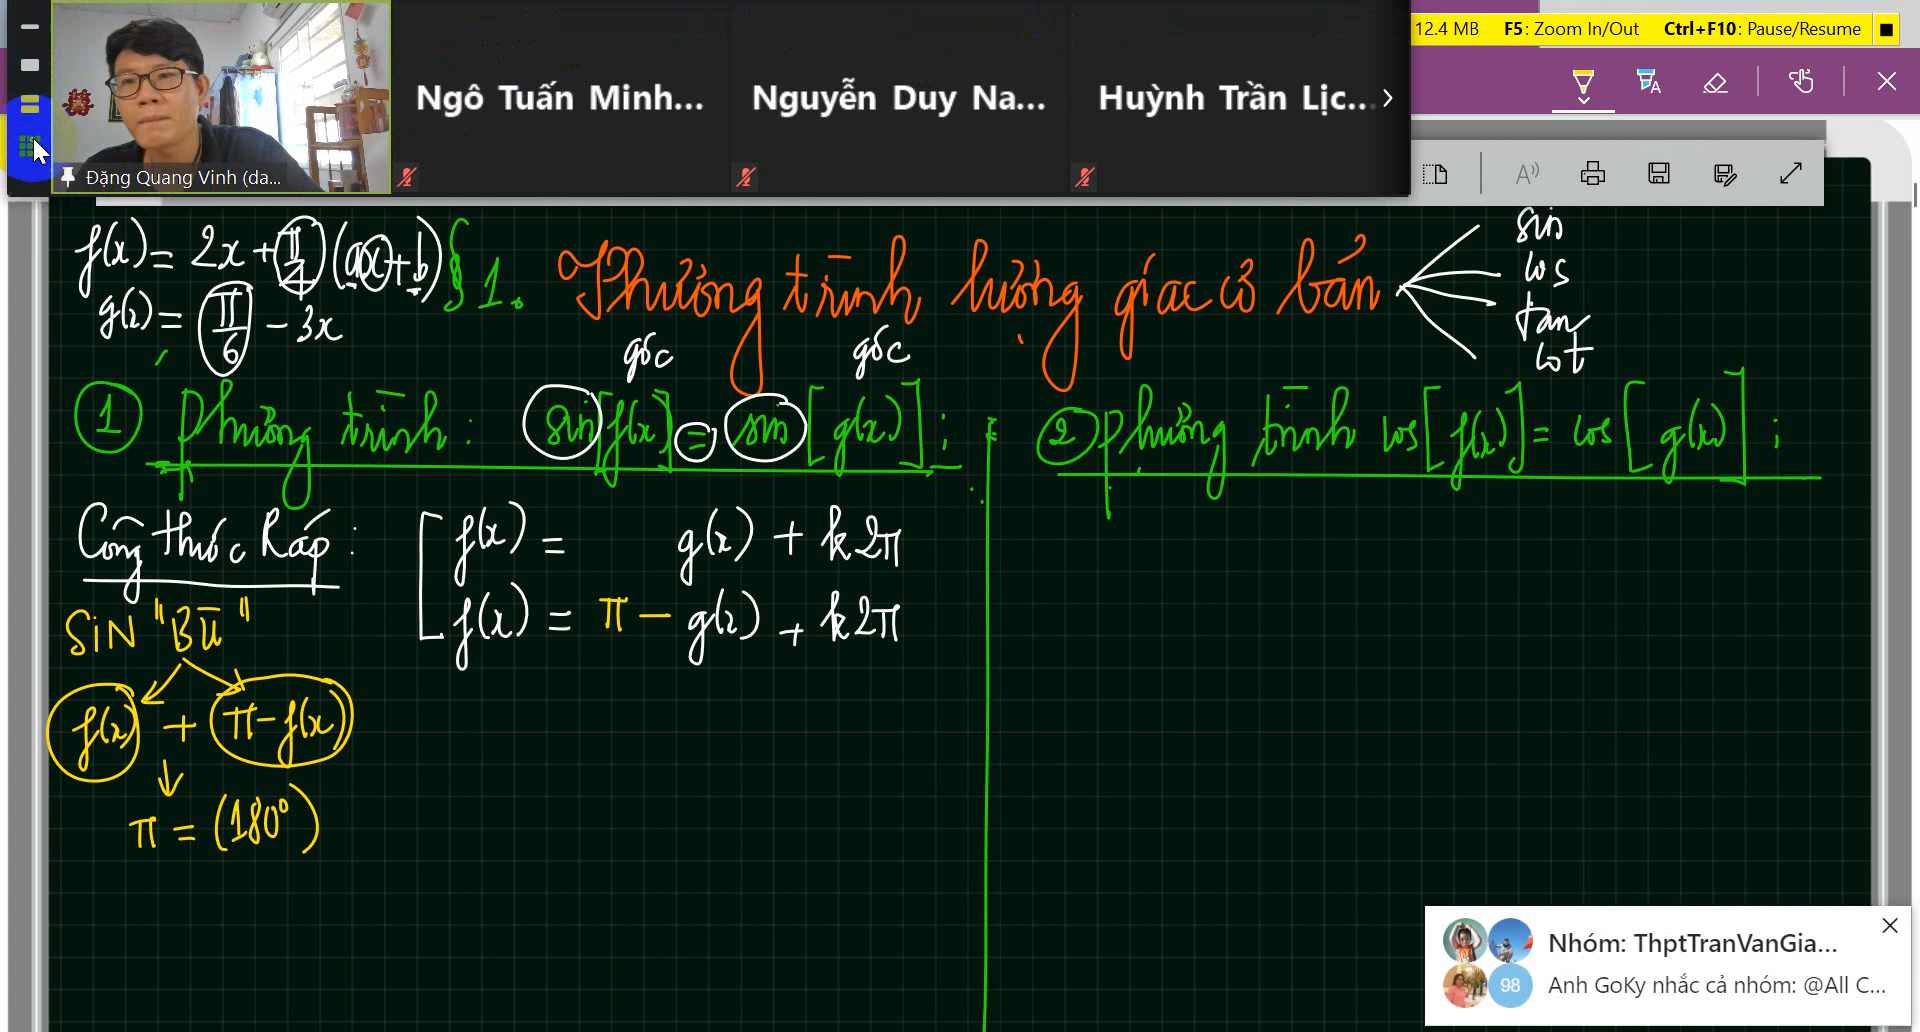 12.4 MB F5: Zoom In/Out Ctrl+F10: Pause/Resume
Ngô Tuấn Minh...
Nguyễn Duy Na...
Huỳnh Trần Lịc...
Đặng Quang Vinh (da...
f(x) = 2x + π/4 (ax + b)
g(x) = π/6 - 3x
§1. Phương trình lượng giác cơ bản
sin
cos
tan
cot
góc góc
1 Phương trình: sin[f(x)] = sin[g(x)];
2 Phương trình cos[f(x)] = cos[g(x)];
Công thức Ráp:
f(x) = g(x) + k2π
f(x) = π - g(x) + k2π
SiN "BÙ"
f(x) + π - f(x)
π = (180°)
Nhóm: ThptTranVanGia...
98
Anh GoKy nhắc cả nhóm: @All C...